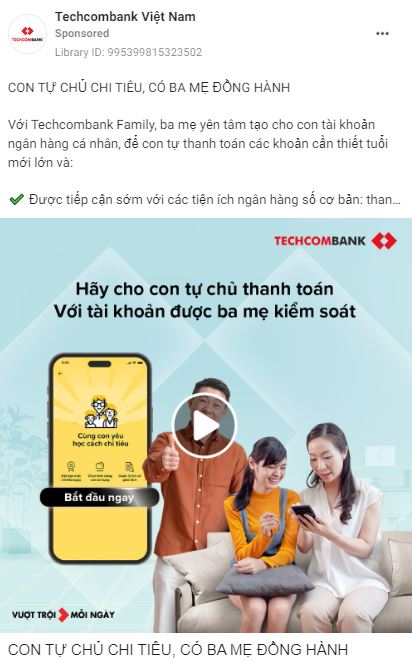 Techcombank Việt Nam
Sponsored
Library ID: 995399815323502
CON TỰ CHỦ CHI TIÊU, CÓ BA MẸ ĐỒNG HÀNH
Với Techcombank Family, ba mẹ yên tâm tạo cho con tài khoản
ngân hàng cá nhân, để con tự thanh toán các khoản cần thiết tuổi
mới lớn và:
✔ Được tiếp cận sớm với các tiện ích ngân hàng số cơ bản: than...
TECHCOMBANK
Hãy cho con tự chủ thanh toán
Với tài khoản được ba mẹ kiểm soát
Cùng con yêu
học cách chi tiêu
Bắt đầu ngay
VƯỢT TRỘI MỖI NGÀY
CON TỰ CHỦ CHI TIÊU, CÓ BA MẸ ĐỒNG HÀNH